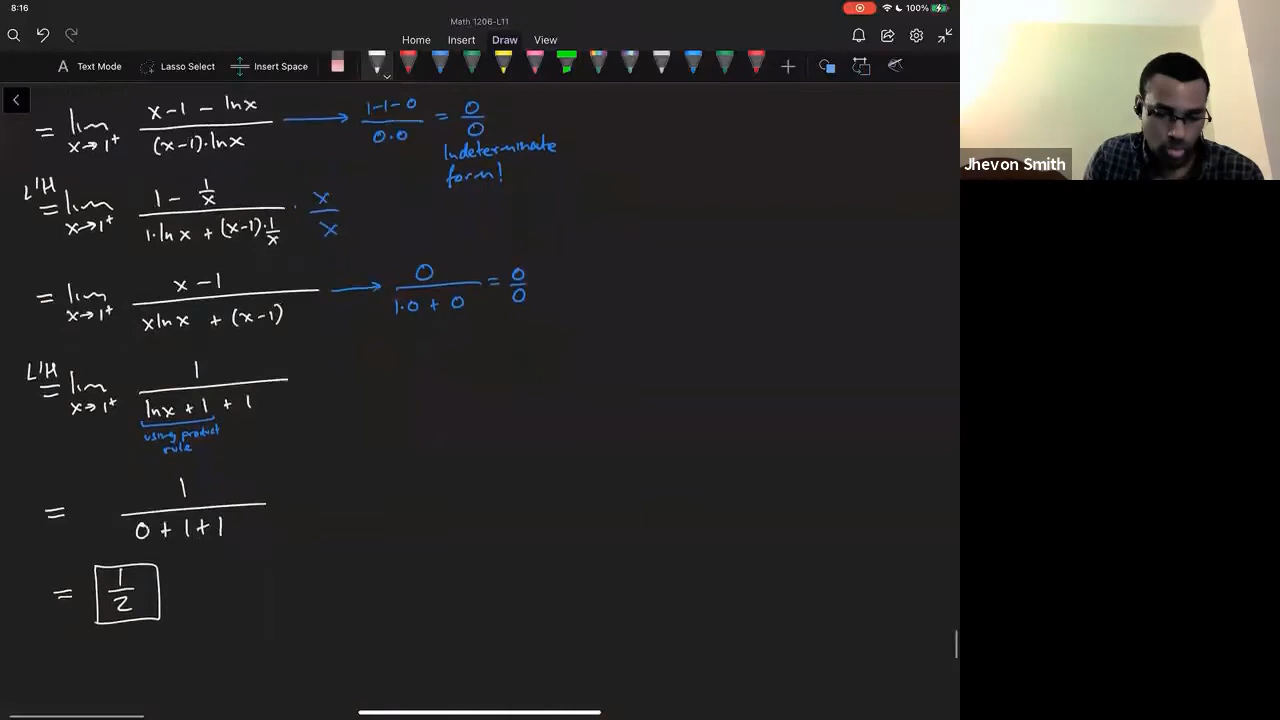 8:16
100%
Math 1206-L11
Home Insert Draw View
Text Mode Lasso Select Insert Space
= lim x→1⁺ (x-1 - ln x)/((x-1)·ln x) → (1-1-0)/(0·0) = 0/0
Indeterminate
form!
L'H = lim x→1⁺ (1 - 1/x)/(1·ln x + (x-1)·1/x) · x/x
= lim x→1⁺ (x-1)/(x ln x + (x-1)) → 0/(1·0 + 0) = 0/0
L'H = lim x→1⁺ 1/(ln x + 1 + 1)
using product
rule
= 1/(0 + 1 + 1)
= 1/2
Jhevon Smith